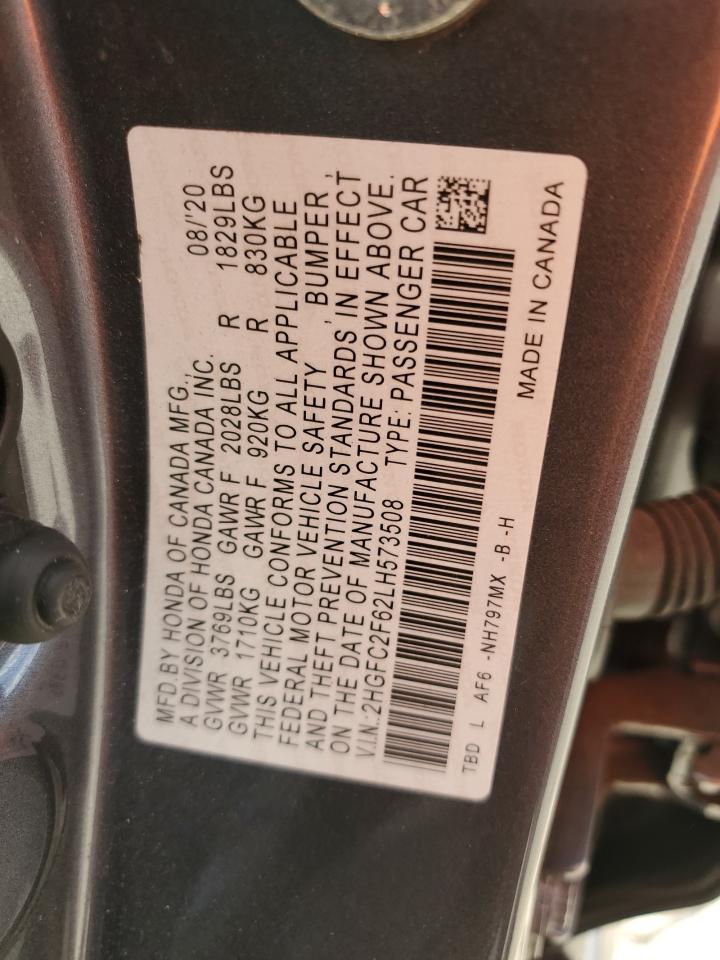 MFD.BY HONDA OF CANADA MFG., 08/'20
A DIVISION OF HONDA CANADA INC.
GVWR 3769LBS GAWR F 2028LBS R 1829LBS
GVWR 1710KG GAWR F 920KG R 830KG
THIS VEHICLE CONFORMS TO ALL APPLICABLE
FEDERAL MOTOR VEHICLE SAFETY , BUMPER ,
AND THEFT PREVENTION STANDARDS IN EFFECT
ON THE DATE OF MANUFACTURE SHOWN ABOVE.
V.I.N.:2HGFC2F62LH573508 TYPE: PASSENGER CAR
TBD L AF6 -NH797MX -B -H MADE IN CANADA